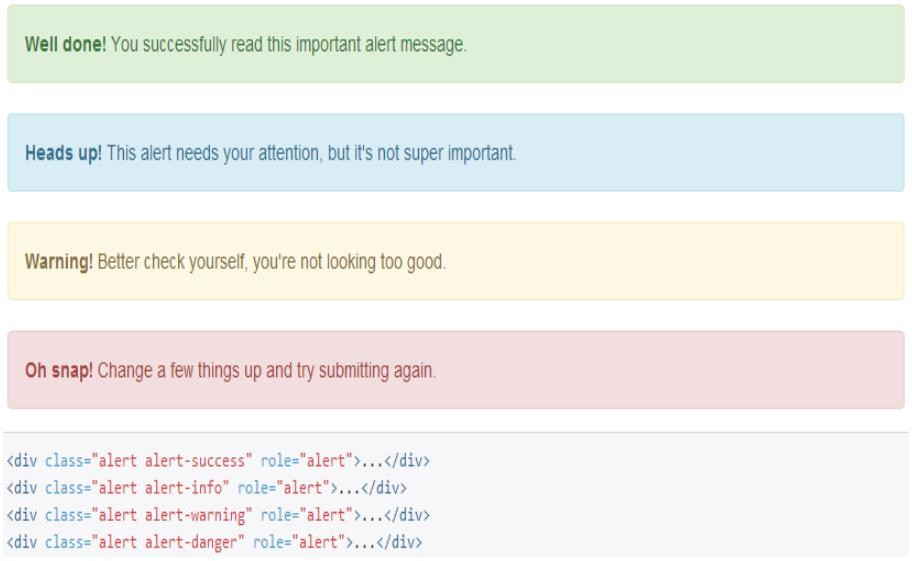 Well done! You successfully read this important alert message.
Heads up! This alert needs your attention, but it's not super important.
Warning! Better check yourself, you're not looking too good.
Oh snap! Change a few things up and try submitting again.
<div class="alert alert-success" role="alert">...</div>
<div class="alert alert-info" role="alert">...</div>
<div class="alert alert-warning" role="alert">...</div>
<div class="alert alert-danger" role="alert">...</div>